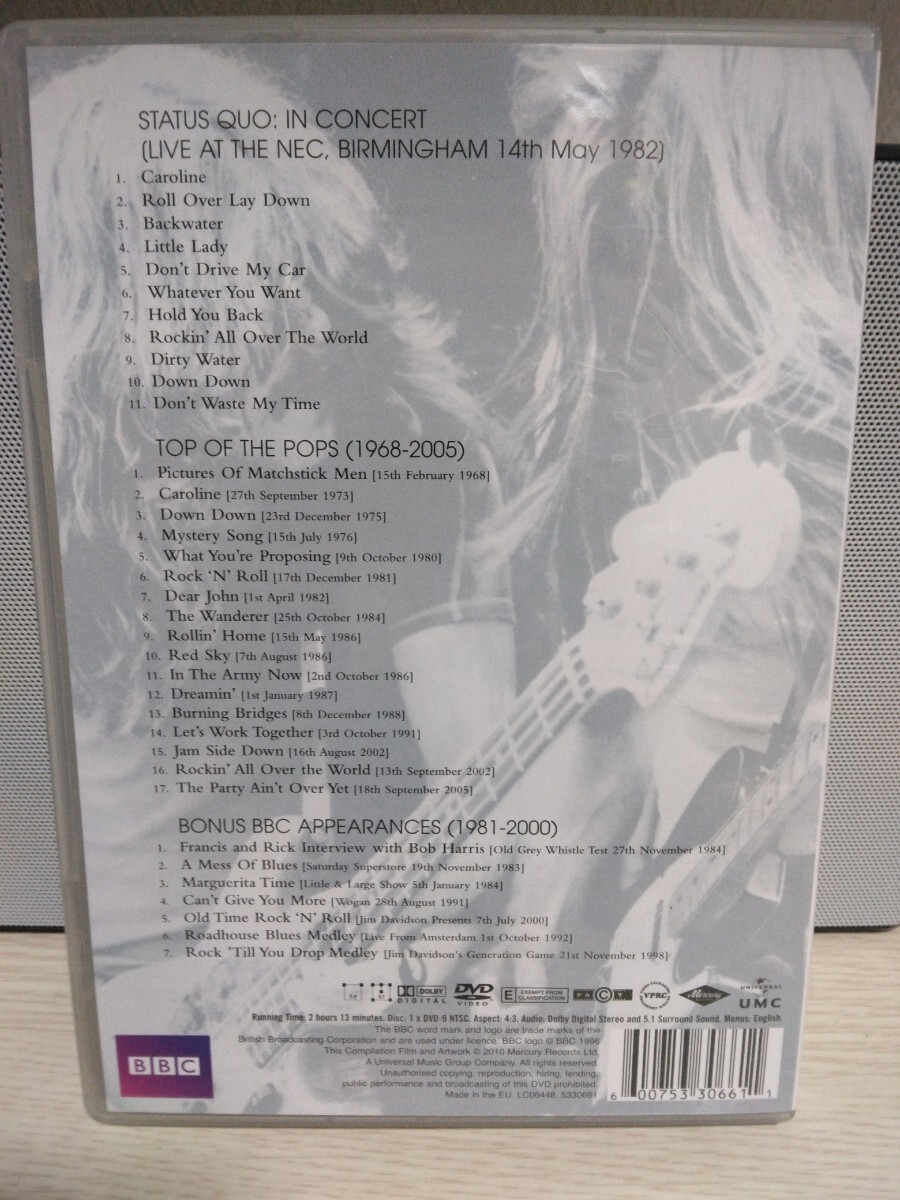 STATUS QUO: IN CONCERT
(LIVE AT THE NEC, BIRMINGHAM 14th May 1982)
1. Caroline
2. Roll Over Lay Down
3. Backwater
4. Little Lady
5. Don't Drive My Car
6. Whatever You Want
7. Hold You Back
8. Rockin' All Over The World
9. Dirty Water
10. Down Down
11. Don't Waste My Time
TOP OF THE POPS (1968-2005)
1. Pictures Of Matchstick Men [15th February 1968]
2. Caroline [27th September 1973]
3. Down Down [23rd December 1975]
4. Mystery Song [15th July 1976]
5. What You're Proposing [9th October 1980]
6. Rock 'N' Roll [17th December 1981]
7. Dear John [1st April 1982]
8. The Wanderer [25th October 1984]
9. Rollin' Home [15th May 1986]
10. Red Sky [7th August 1986]
11. In The Army Now [2nd October 1986]
12. Dreamin' [1st January 1987]
13. Burning Bridges [8th December 1988]
14. Let's Work Together [3rd October 1991]
15. Jam Side Down [16th August 2002]
16. Rockin' All Over the World [13th September 2002]
17. The Party Ain't Over Yet [18th September 2005]
BONUS BBC APPEARANCES (1981-2000)
1. Francis and Rick Interview with Bob Harris [Old Grey Whistle Test 27th November 1984]
2. A Mess Of Blues [Saturday Superstore 19th November 1983]
3. Marguerita Time [Little & Large Show 5th January 1984]
4. Can't Give You More [Wogan 28th August 1991]
5. Old Time Rock 'N' Roll [Jim Davidson Presents 7th July 2000]
6. Roadhouse Blues Medley [Live From Amsterdam 1st October 1992]
7. Rock 'Till You Drop Medley [Jim Davidson's Generation Game 21st November 1998]
2.0 5.1 DOLBY DIGITAL DVD VIDEO E EXEMPT FROM CLASSIFICATION VPRC Mercury UNIVERSAL UMC
Running Time: 2 hours 13 minutes. Disc: 1 x DVD-9 NTSC. Aspect: 4:3. Audio: Dolby Digital Stereo and 5.1 Surround Sound. Menus: English.
The BBC word mark and logo are trade marks of the
British Broadcasting Corporation and are used under licence. BBC logo © BBC 1996
This Compilation Film and Artwork © 2010 Mercury Records Ltd.
A Universal Music Group Company. All rights reserved.
Unauthorised copying, reproduction, hiring, lending,
public performance and broadcasting of this DVD prohibited.
Made in the EU. LC06448. 5330661
BBC
6 00753 30661 1